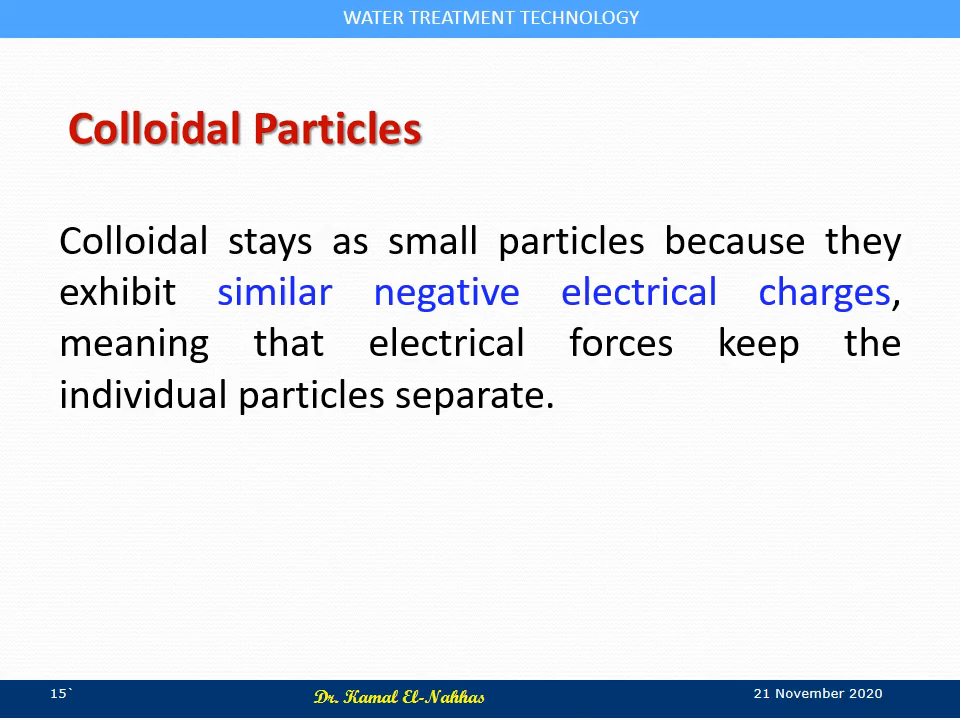 WATER TREATMENT TECHNOLOGY
Colloidal Particles
Colloidal stays as small particles because they
exhibit similar negative electrical charges,
meaning that electrical forces keep the
individual particles separate.
15`
Dr. Kamal El-Nahhas
21 November 2020